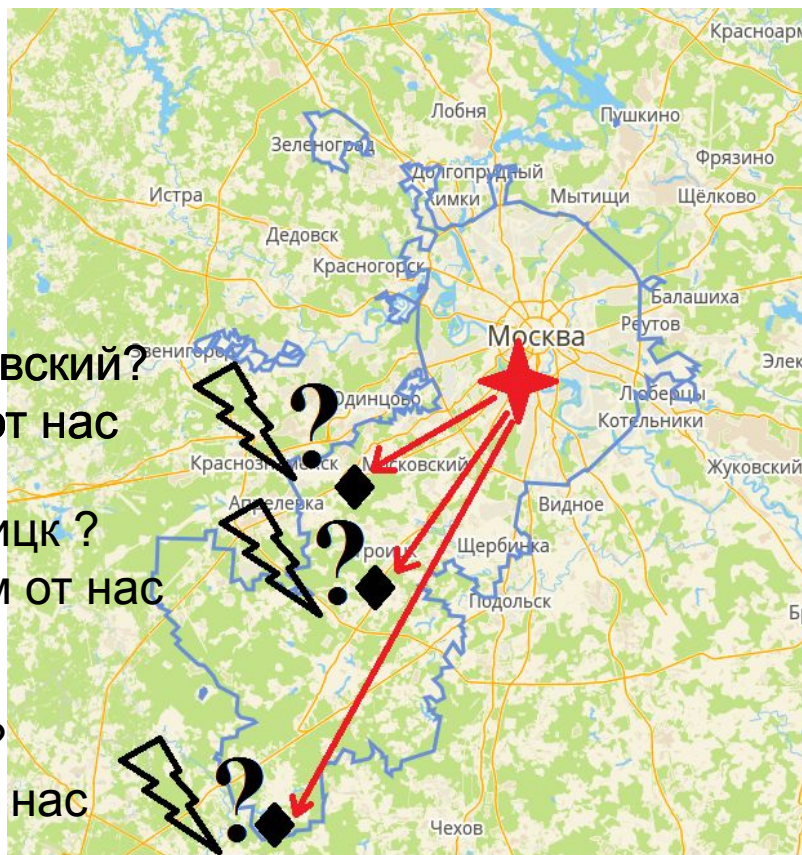 Красноарм
Лобня
Пушкино
Зеленоград
Фрязино
Долгопрудный
Истра
Химки
Мытищи
Щёлково
Дедовск
Красногорск
Балашиха
Москва
Реутов
Звенигород
вский?
Элек
Одинцово
Люберцы
от нас
Котельники
Краснознаменск
Московский
Жуковский
Апрелевка
Видное
ицк ?
?
Троицк
Щербинка
м от нас
?
Подольск
Б
?
?
нас
Чехов